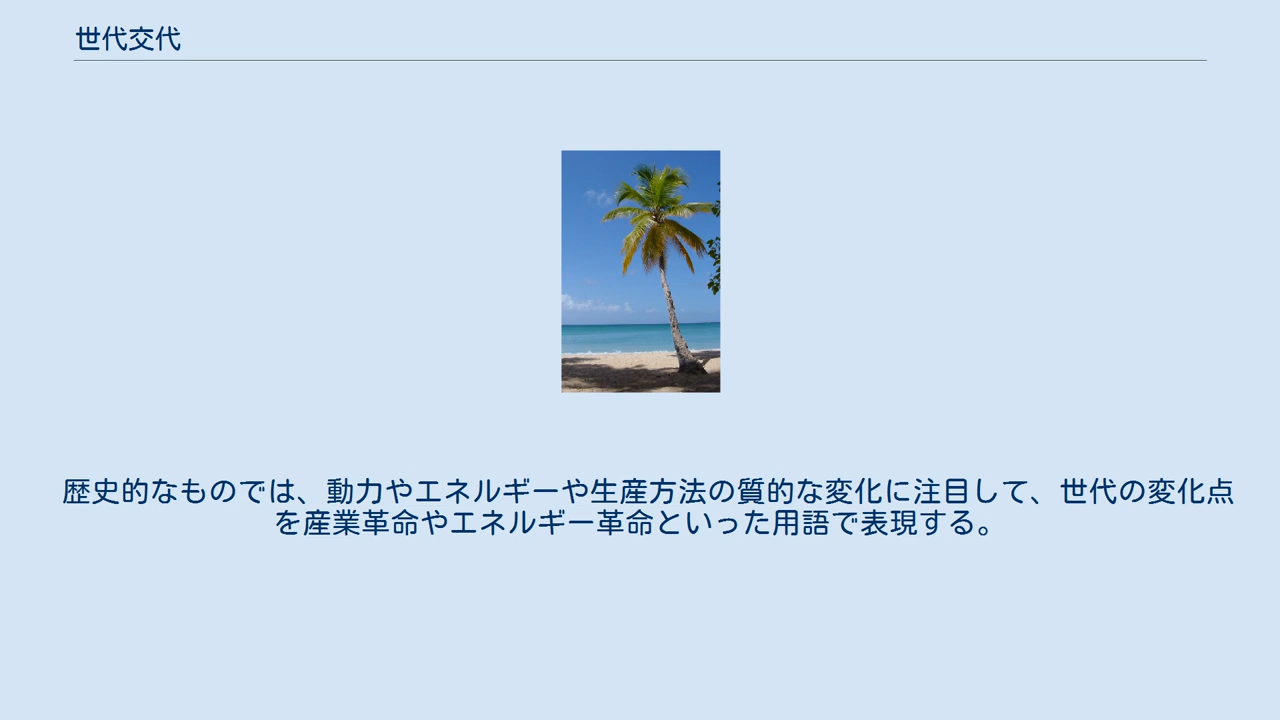 世代交代
歴史的なものでは、動力やエネルギーや生産方法の質的な変化に注目して、世代の変化点
を産業革命やエネルギー革命といった用語で表現する。